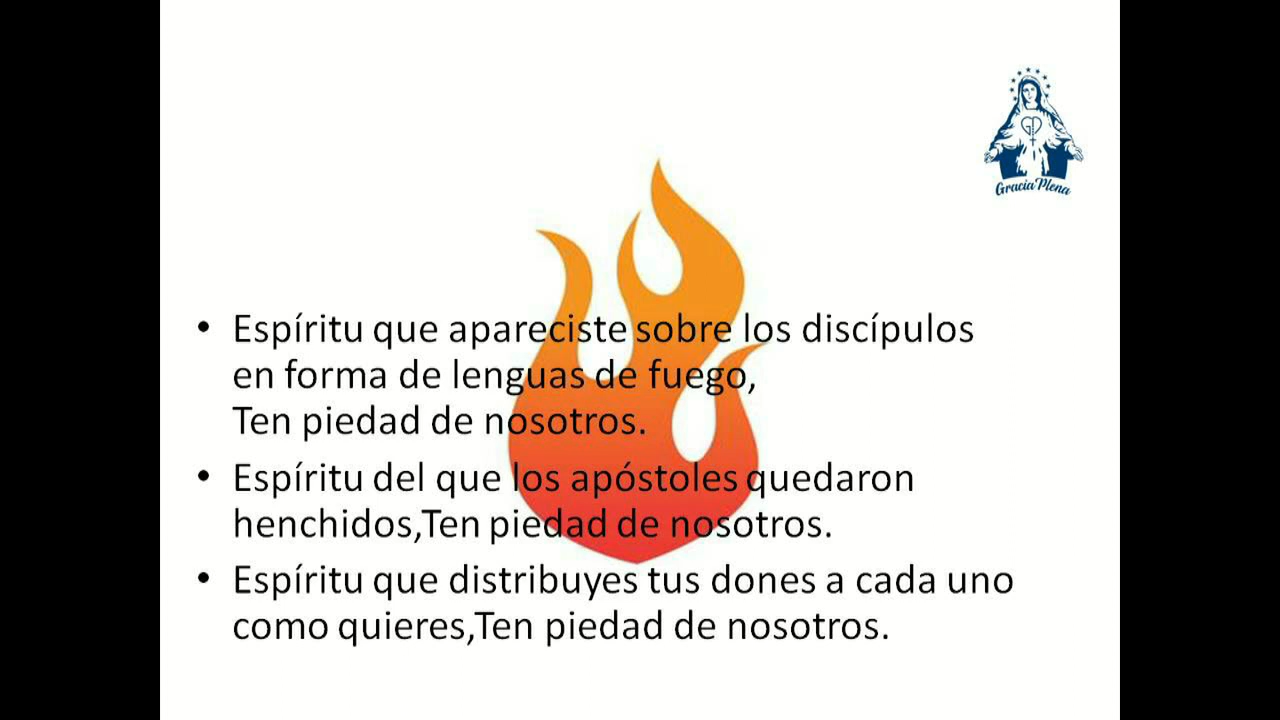 Gracia Plena
• Espíritu que apareciste sobre los discípulos
en forma de lenguas de fuego,
Ten piedad de nosotros.
• Espíritu del que los apóstoles quedaron
henchidos,Ten piedad de nosotros.
• Espíritu que distribuyes tus dones a cada uno
como quieres,Ten piedad de nosotros.